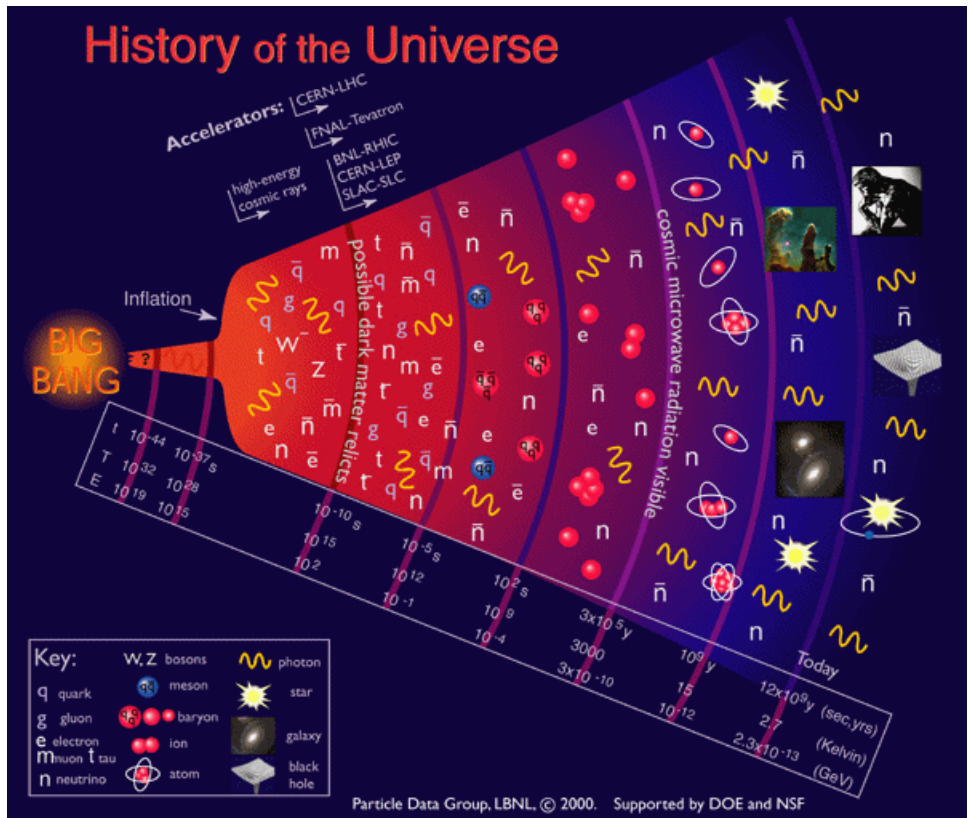 History of the Universe
Accelerators:
CERN-LHC
FNAL-Tevatron
BNL-RHIC
CERN-LEP
SLAC-SLC
high-energy
cosmic rays
Inflation
BIG
BANG
?
possible dark matter relicts
cosmic microwave radiation visible
q̅
m
g
q
t
W⁻
Z
q̅
e
n̅
m̅
n
e̅
t
q̅
n̅
q
m̅
q
t
g
t̅
n
m
e̅
g
q̅
e
n̅
g
t
q̅
m
q
n
e̅
n̅
n
qq̅
q q q
e
n
e̅
n̅
n̅
e
n
n
n
n̅
n̅
n
n̅
n
n̅
n
n̅
n
n̅
t 10⁻⁴⁴ 10⁻³⁷ s 10⁻¹⁰ s 10⁻⁵ s 10² s 3x10⁵ y 10⁹ y Today 12x10⁹ y (sec,yrs)
T 10³² 10²⁸ 10¹⁵ 10¹² 10⁹ 3000 15 2.7 (Kelvin)
E 10¹⁹ 10¹⁵ 10² 10⁻¹ 10⁻⁴ 3x10⁻¹⁰ 10⁻¹² 2.3x10⁻¹³ (GeV)
Key:
q quark
g gluon
e electron
m muon t tau
n neutrino
W, Z bosons
qq̅ meson
qqq baryon
ion
atom
photon
star
galaxy
black
hole
Particle Data Group, LBNL, © 2000. Supported by DOE and NSF